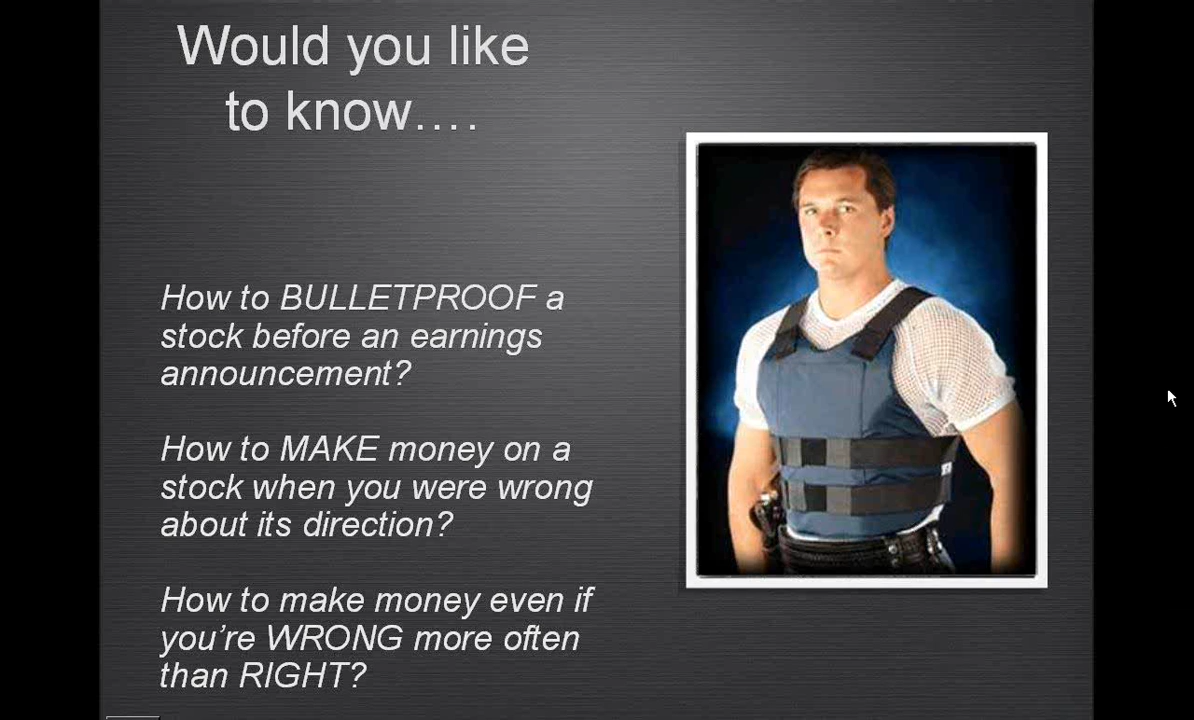 Would you like
to know....
How to BULLETPROOF a
stock before an earnings
announcement?
How to MAKE money on a
stock when you were wrong
about its direction?
How to make money even if
you're WRONG more often
than RIGHT?